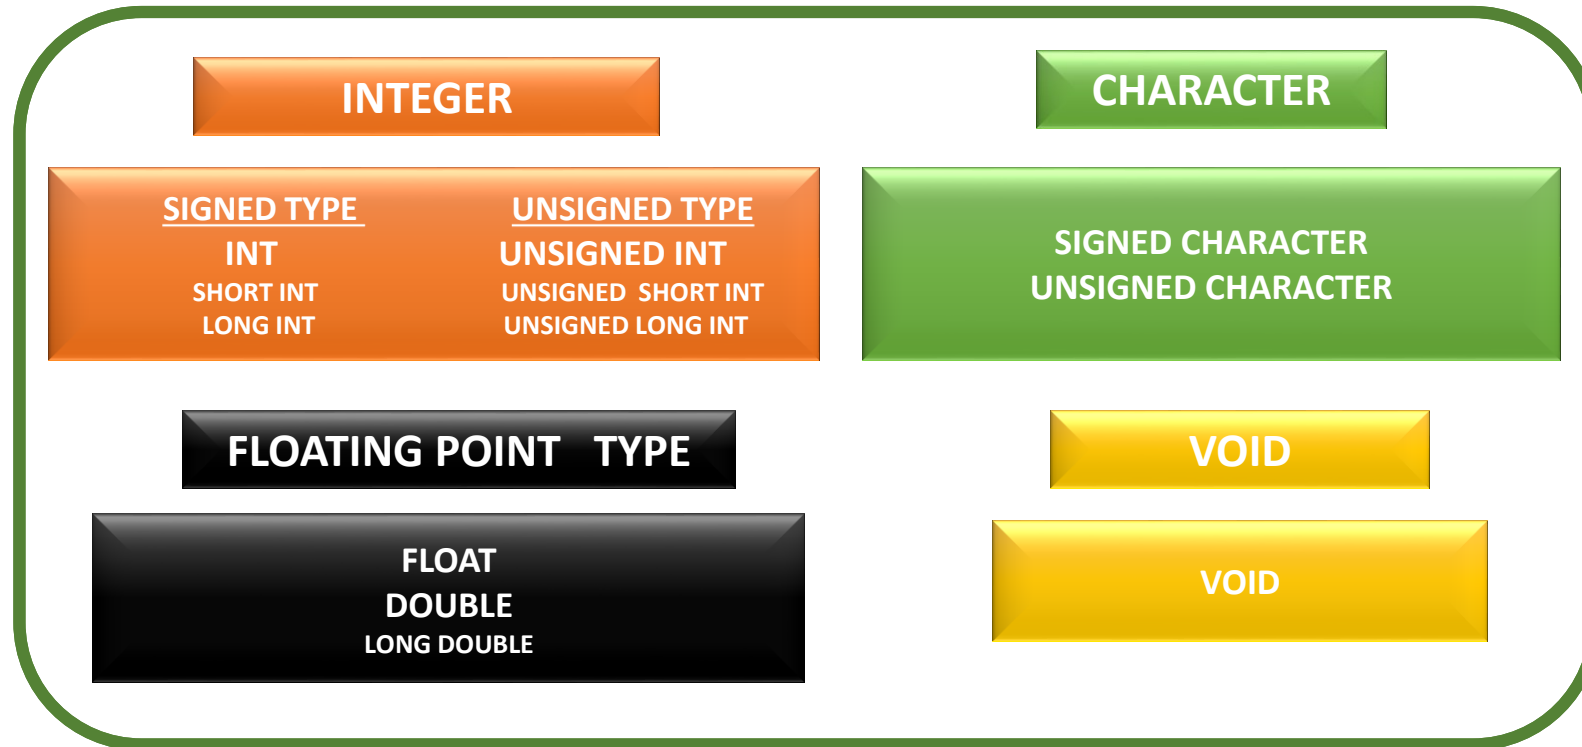 INTEGER
SIGNED TYPE UNSIGNED TYPE
INT UNSIGNED INT
SHORT INT UNSIGNED SHORT INT
LONG INT UNSIGNED LONG INT
CHARACTER
SIGNED CHARACTER
UNSIGNED CHARACTER
FLOATING POINT TYPE
FLOAT
DOUBLE
LONG DOUBLE
VOID
VOID